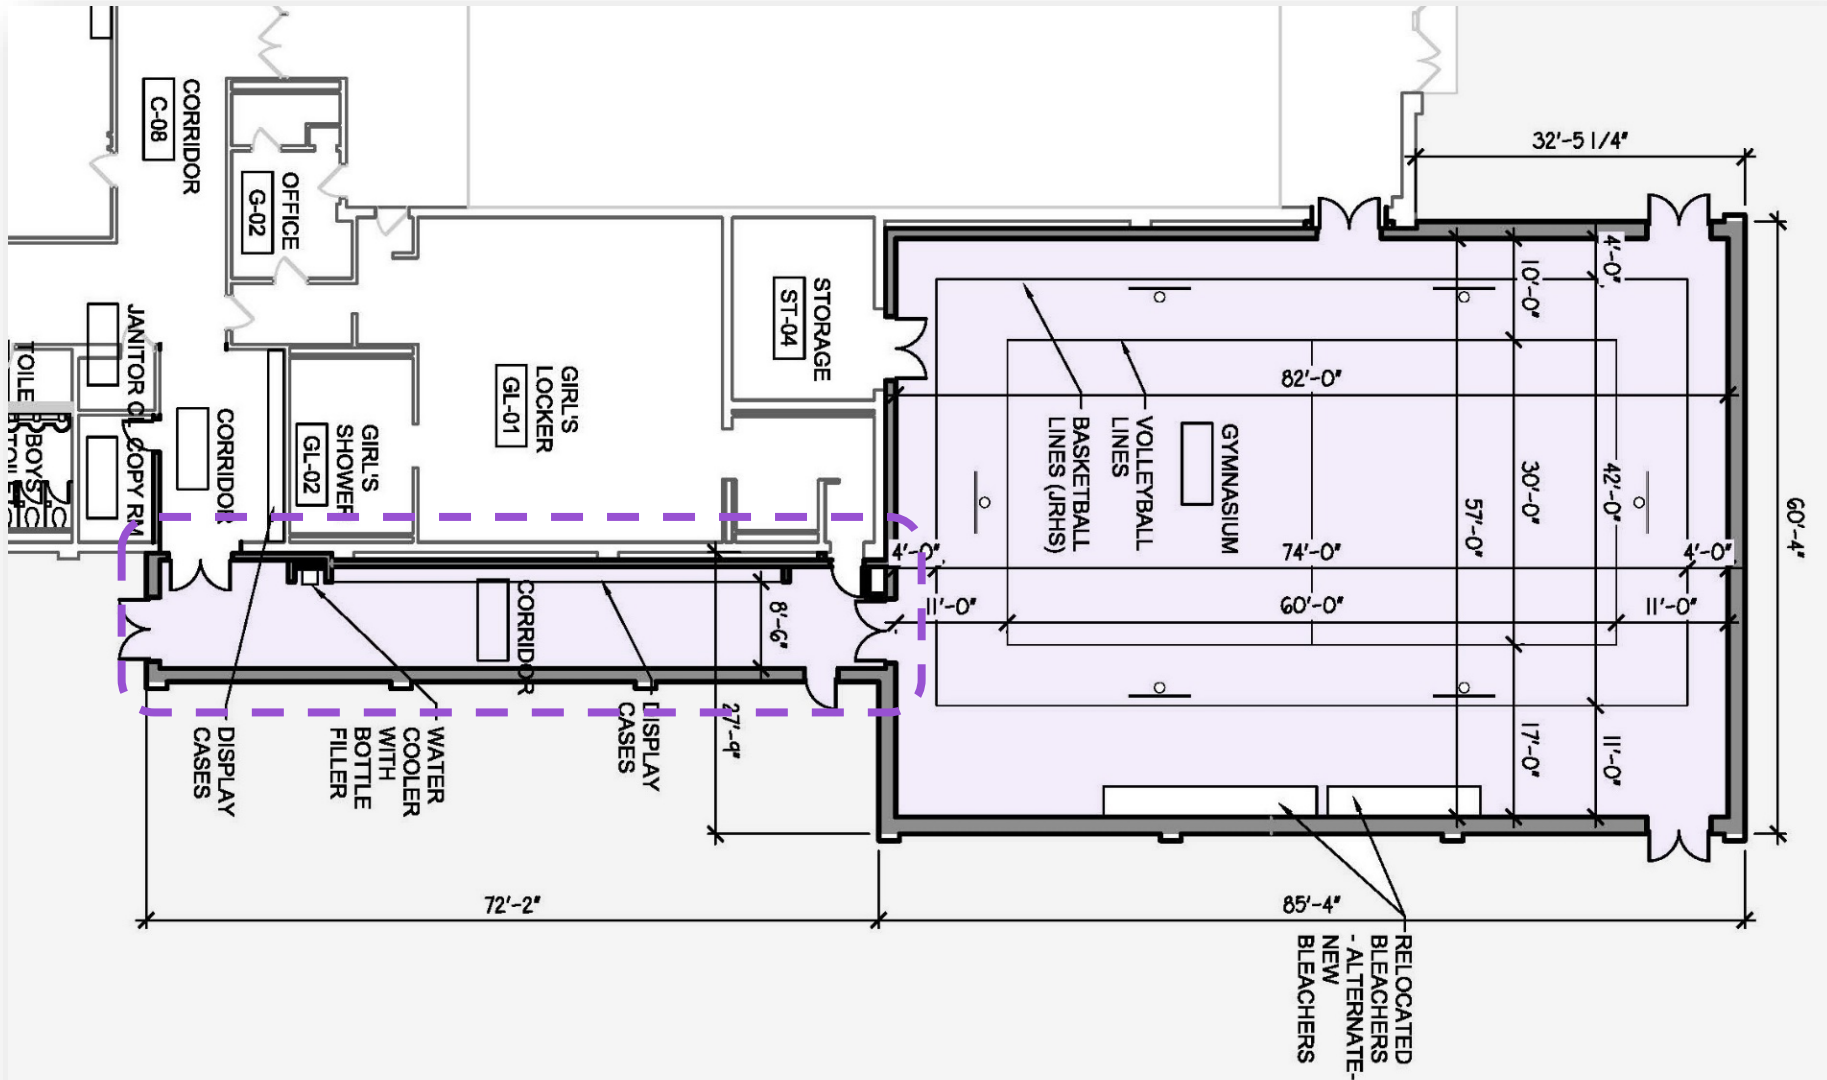 CORRIDOR
C-08
OFFICE
G-02
JANITOR CL
COPY RM
TOILE
BOYS
CORRIDOR
GIRL'S
SHOWER
GL-02
GIRL'S
LOCKER
GL-01
STORAGE
ST-04
32'-5 1/4"
4'-0"
10'-0"
82'-0"
VOLLEYBALL
LINES
BASKETBALL
LINES (JRHS)
GYMNASIUM
30'-0"
42'-0"
57'-0"
60'-4"
4'-0"
74'-0"
4'-0"
11'-0"
60'-0"
11'-0"
17'-0"
11'-0"
CORRIDOR
8'-6"
27'-9"
DISPLAY
CASES
WATER
COOLER
WITH
BOTTLE
FILLER
DISPLAY
CASES
72'-2"
85'-4"
RELOCATED
BLEACHERS
- ALTERNATE-
NEW
BLEACHERS